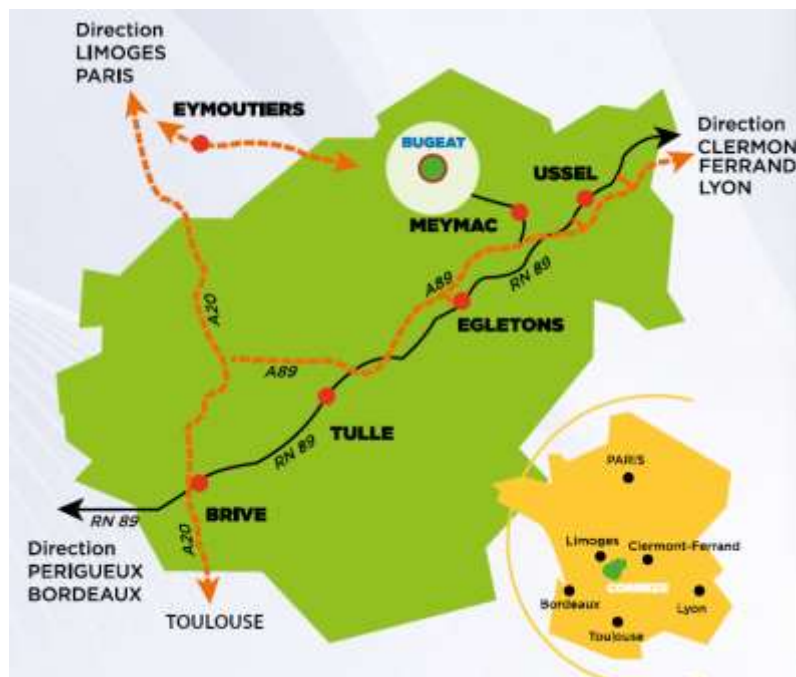 Direction
LIMOGES
PARIS
EYMOUTIERS
BUGEAT
Direction
CLERMON
FERRAND
LYON
USSEL
MEYMAC
A89
RN 89
EGLETONS
A20
A89
TULLE
RN 89
BRIVE
RN 89
A20
Direction
PERIGUEUX
BORDEAUX
TOULOUSE
PARIS
Limoges
Clermont-Ferrand
CORREZE
Bordeaux
Lyon
Toulouse